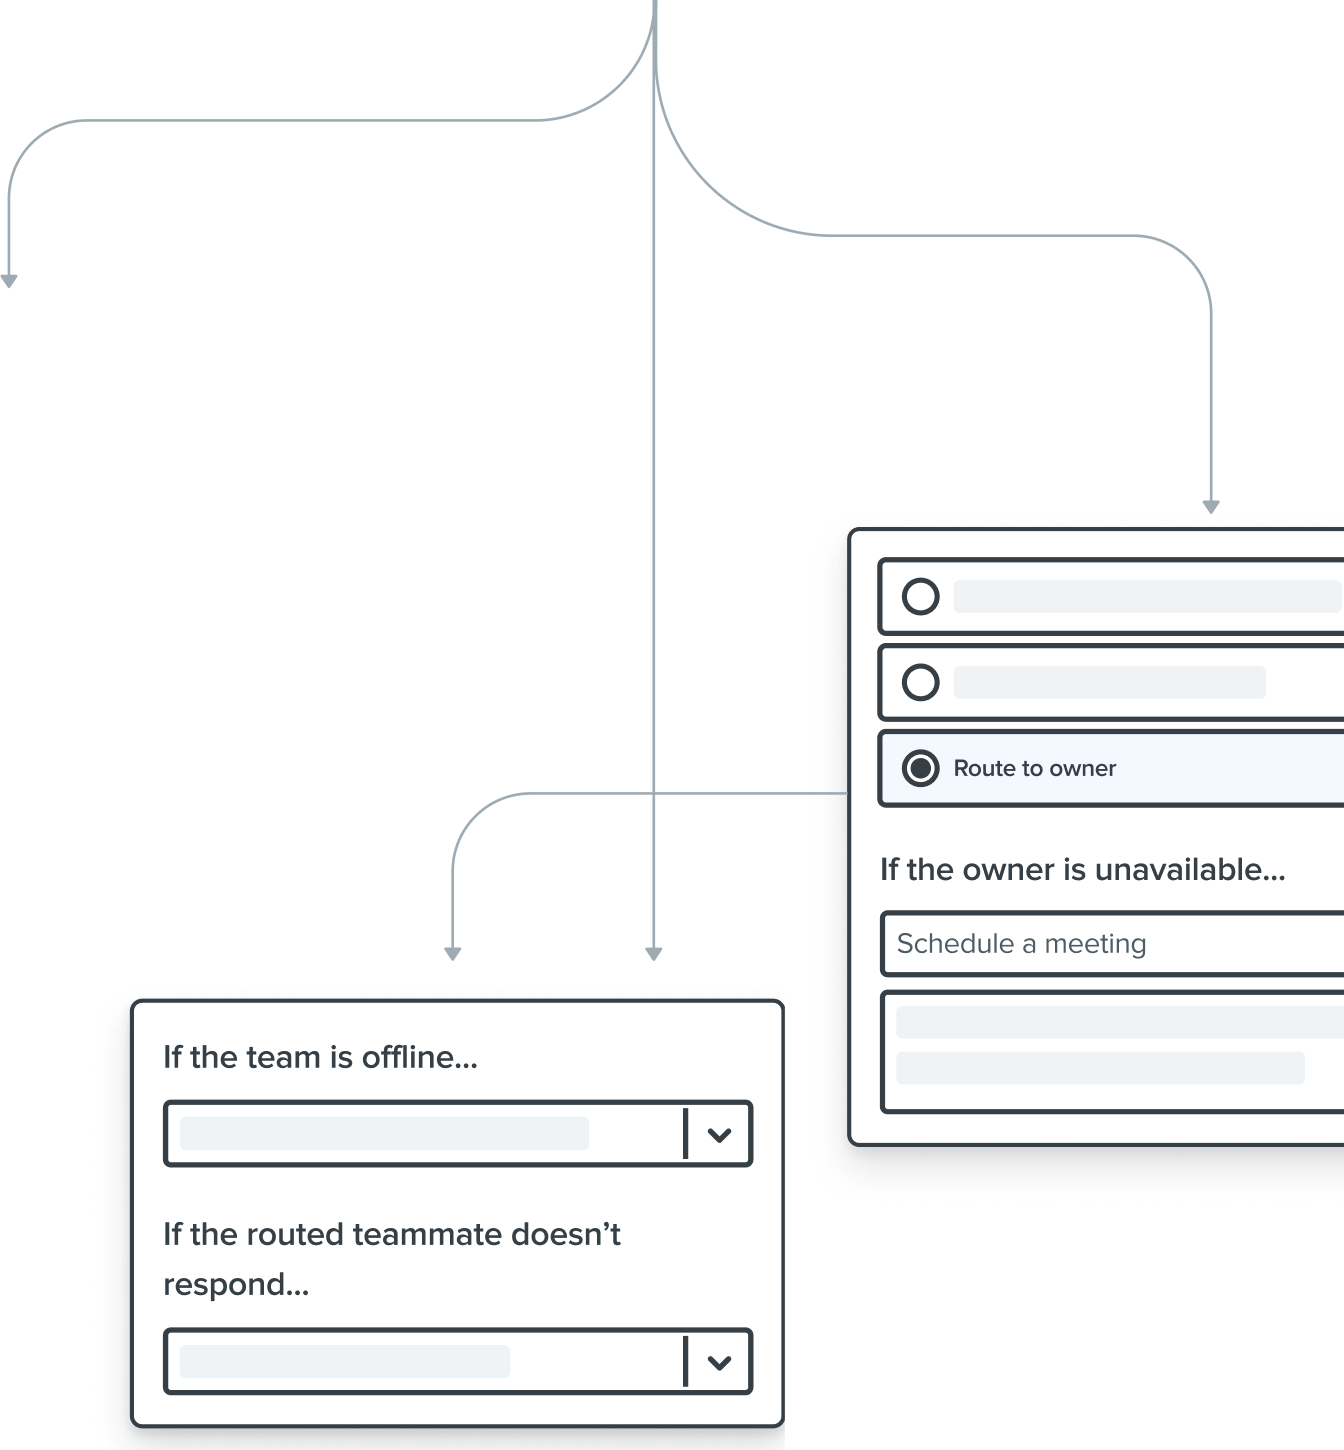 Route to owner
If the owner is unavailable...
Schedule a meeting
If the team is offline...
If the routed teammate doesn’t
respond...